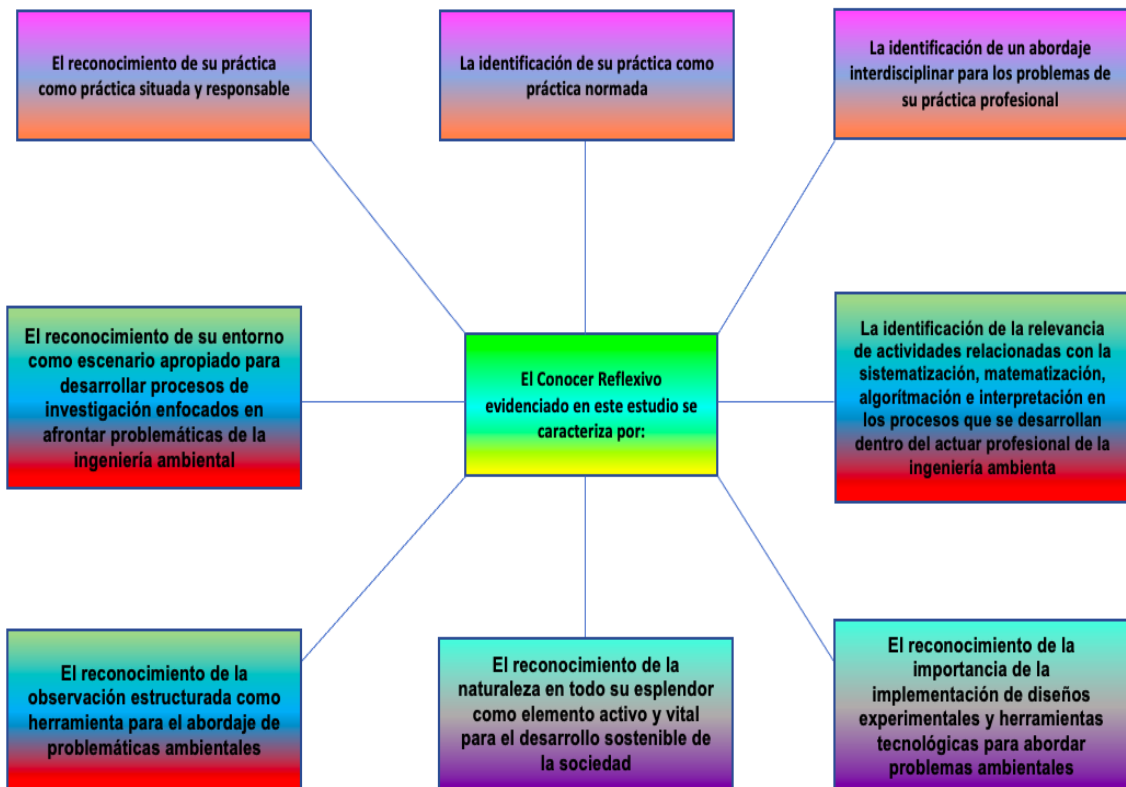 El reconocimiento de su práctica
como práctica situada y responsable
La identificación de su práctica como
práctica normada
La identificación de un abordaje
interdisciplinar para los problemas de
su práctica profesional
El reconocimiento de su entorno
como escenario apropiado para
desarrollar procesos de
investigación enfocados en
afrontar problemáticas de la
ingeniería ambiental
El Conocer Reflexivo
evidenciado en este estudio se
caracteriza por:
La identificación de la relevancia
de actividades relacionadas con la
sistematización, matematización,
algorítmación e interpretación en
los procesos que se desarrollan
dentro del actuar profesional de la
ingeniería ambienta
El reconocimiento de la
observación estructurada como
herramienta para el abordaje de
problemáticas ambientales
El reconocimiento de la
naturaleza en todo su esplendor
como elemento activo y vital
para el desarrollo sostenible de
la sociedad
El reconocimiento de la
importancia de la
implementación de diseños
experimentales y herramientas
tecnológicas para abordar
problemas ambientales